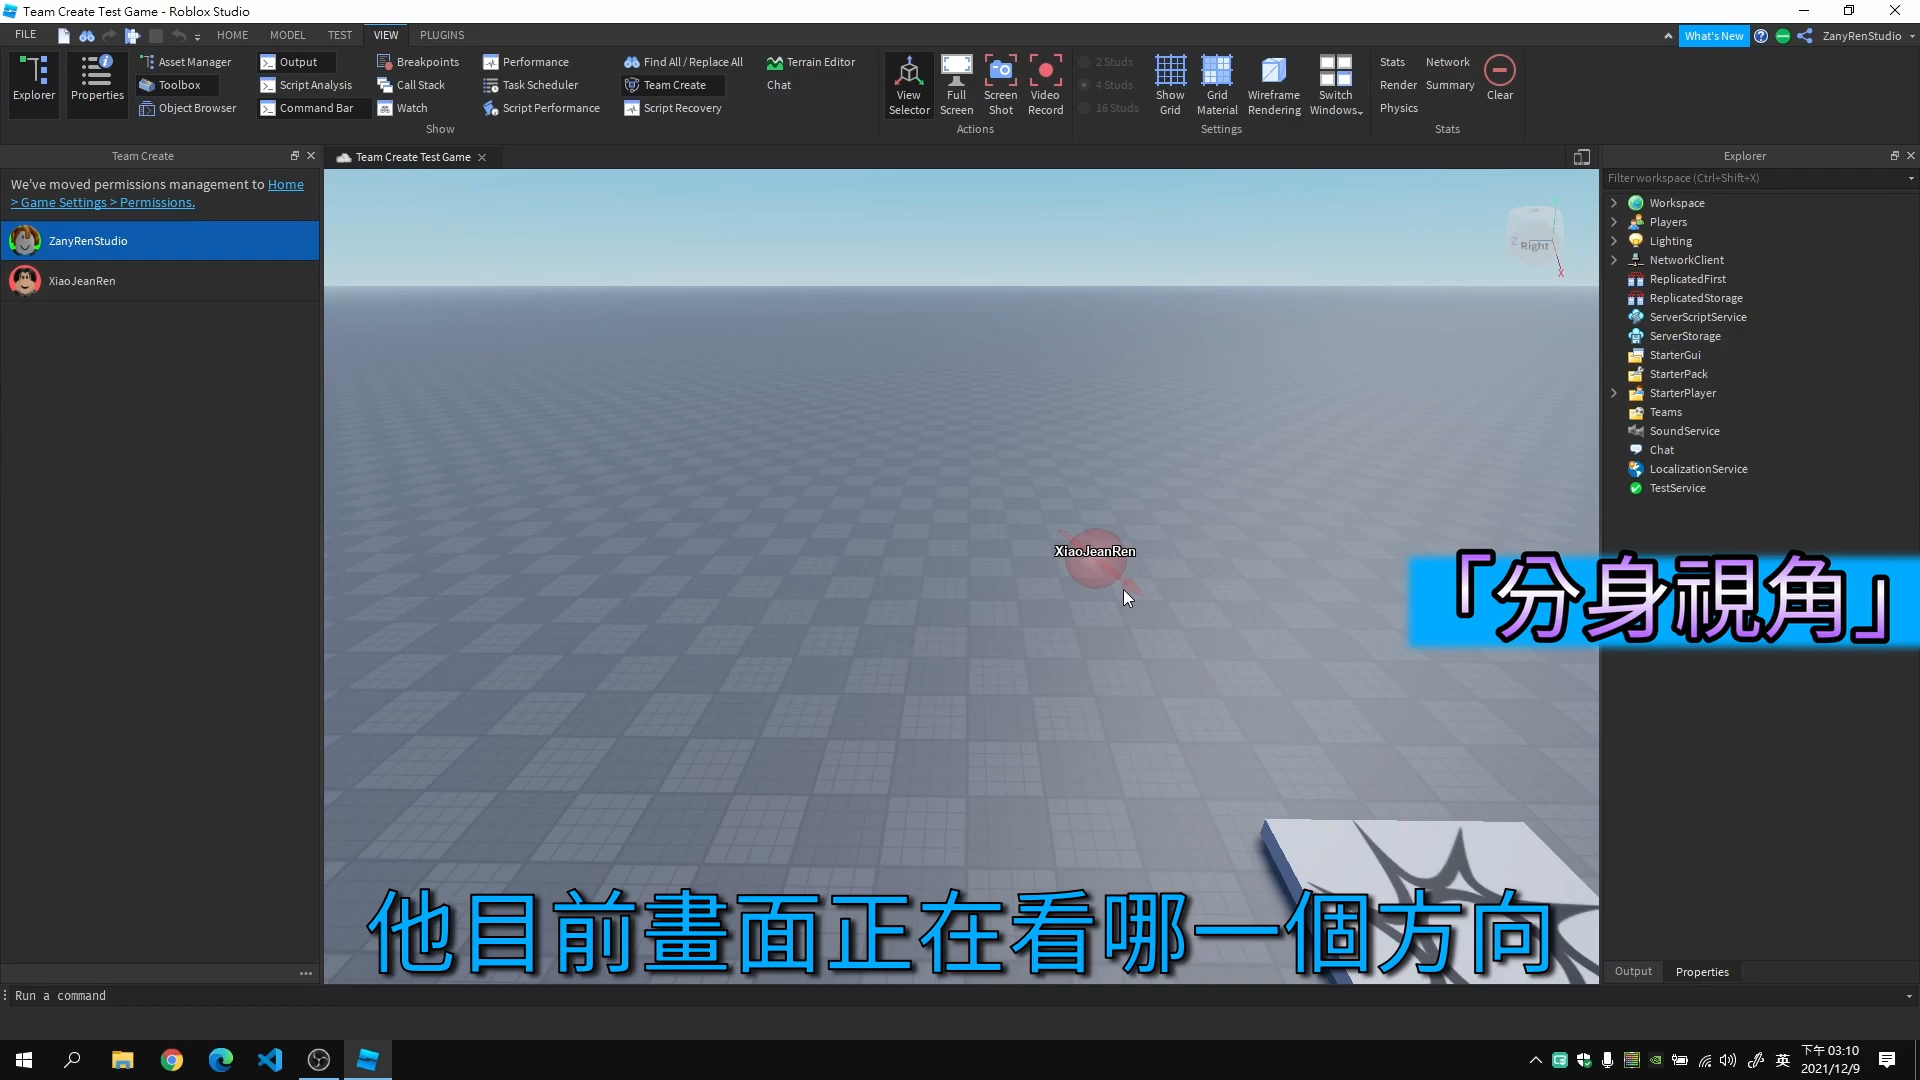 Team Create Test Game - Roblox Studio
FILE
HOME
MODEL
TEST
VIEW
PLUGINS
What's New
ZanyRenStudio
Explorer
Properties
Asset Manager
Toolbox
Object Browser
Output
Script Analysis
Command Bar
Breakpoints
Call Stack
Watch
Performance
Task Scheduler
Script Performance
Find All / Replace All
Team Create
Script Recovery
Terrain Editor
Chat
Show
View
Selector
Full
Screen
Screen
Shot
Video
Record
Actions
2 Studs
4 Studs
16 Studs
Show
Grid
Grid
Material
Wireframe
Rendering
Switch
Windows
Settings
Stats
Network
Render
Summary
Physics
Clear
Stats
Team Create
We've moved permissions management to Home
> Game Settings > Permissions.
ZanyRenStudio
XiaoJeanRen
Team Create Test Game
Z
Right
X
XiaoJeanRen
「分身視角」
他目前畫面正在看哪一個方向
Explorer
Filter workspace (Ctrl+Shift+X)
Workspace
Players
Lighting
NetworkClient
ReplicatedFirst
ReplicatedStorage
ServerScriptService
ServerStorage
StarterGui
StarterPack
StarterPlayer
Teams
SoundService
Chat
LocalizationService
TestService
Output
Properties
Run a command
英
下午 03:10
2021/12/9